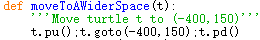 def moveToAWiderSpace(t):
'''Move turtle t to (-400,150)'''
t.pu();t.goto(-400,150);t.pd()